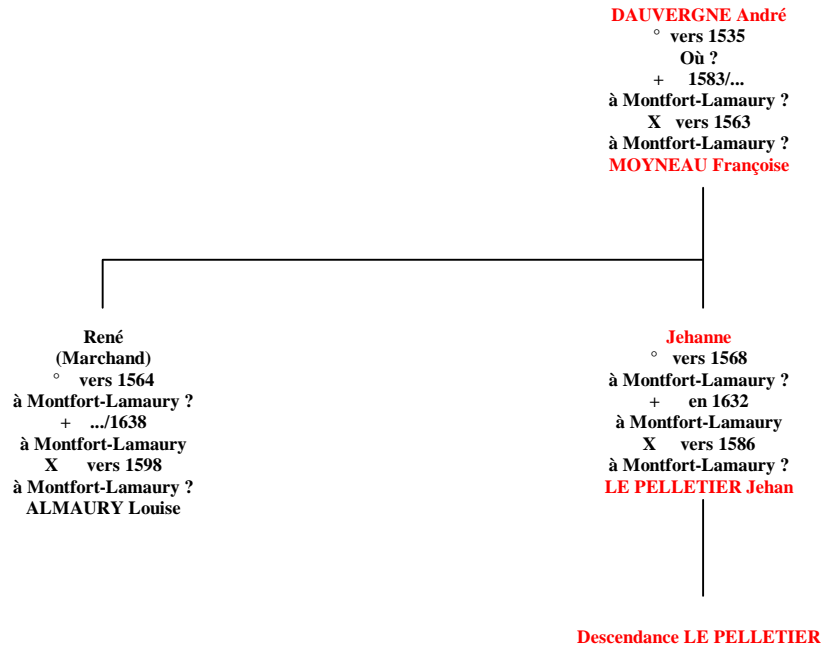 DAUVERGNE André
° vers 1535
Où ?
+ 1583/...
à Montfort-Lamaury ?
X vers 1563
à Montfort-Lamaury ?
MOYNEAU Françoise
René
(Marchand)
° vers 1564
à Montfort-Lamaury ?
+ .../1638
à Montfort-Lamaury
X vers 1598
à Montfort-Lamaury ?
ALMAURY Louise
Jehanne
° vers 1568
à Montfort-Lamaury ?
+ en 1632
à Montfort-Lamaury
X vers 1586
à Montfort-Lamaury ?
LE PELLETIER Jehan
Descendance LE PELLETIER